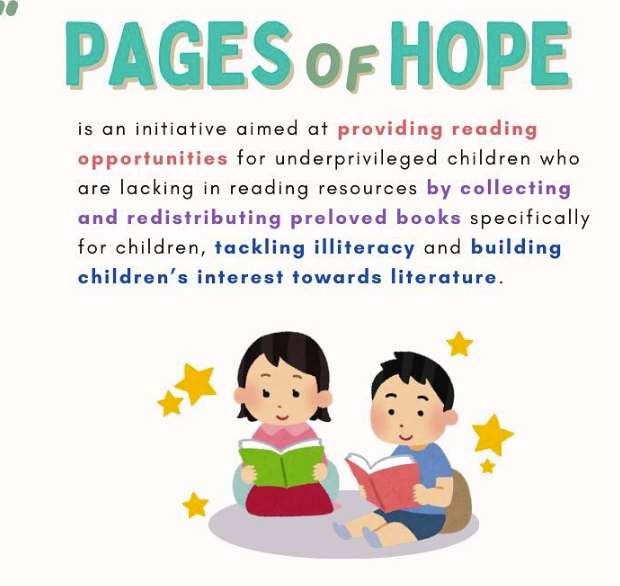 "
PAGES OF HOPE
is an initiative aimed at providing reading
opportunities for underprivileged children who
are lacking in reading resources by collecting
and redistributing preloved books specifically
for children, tackling illiteracy and building
children's interest towards literature.